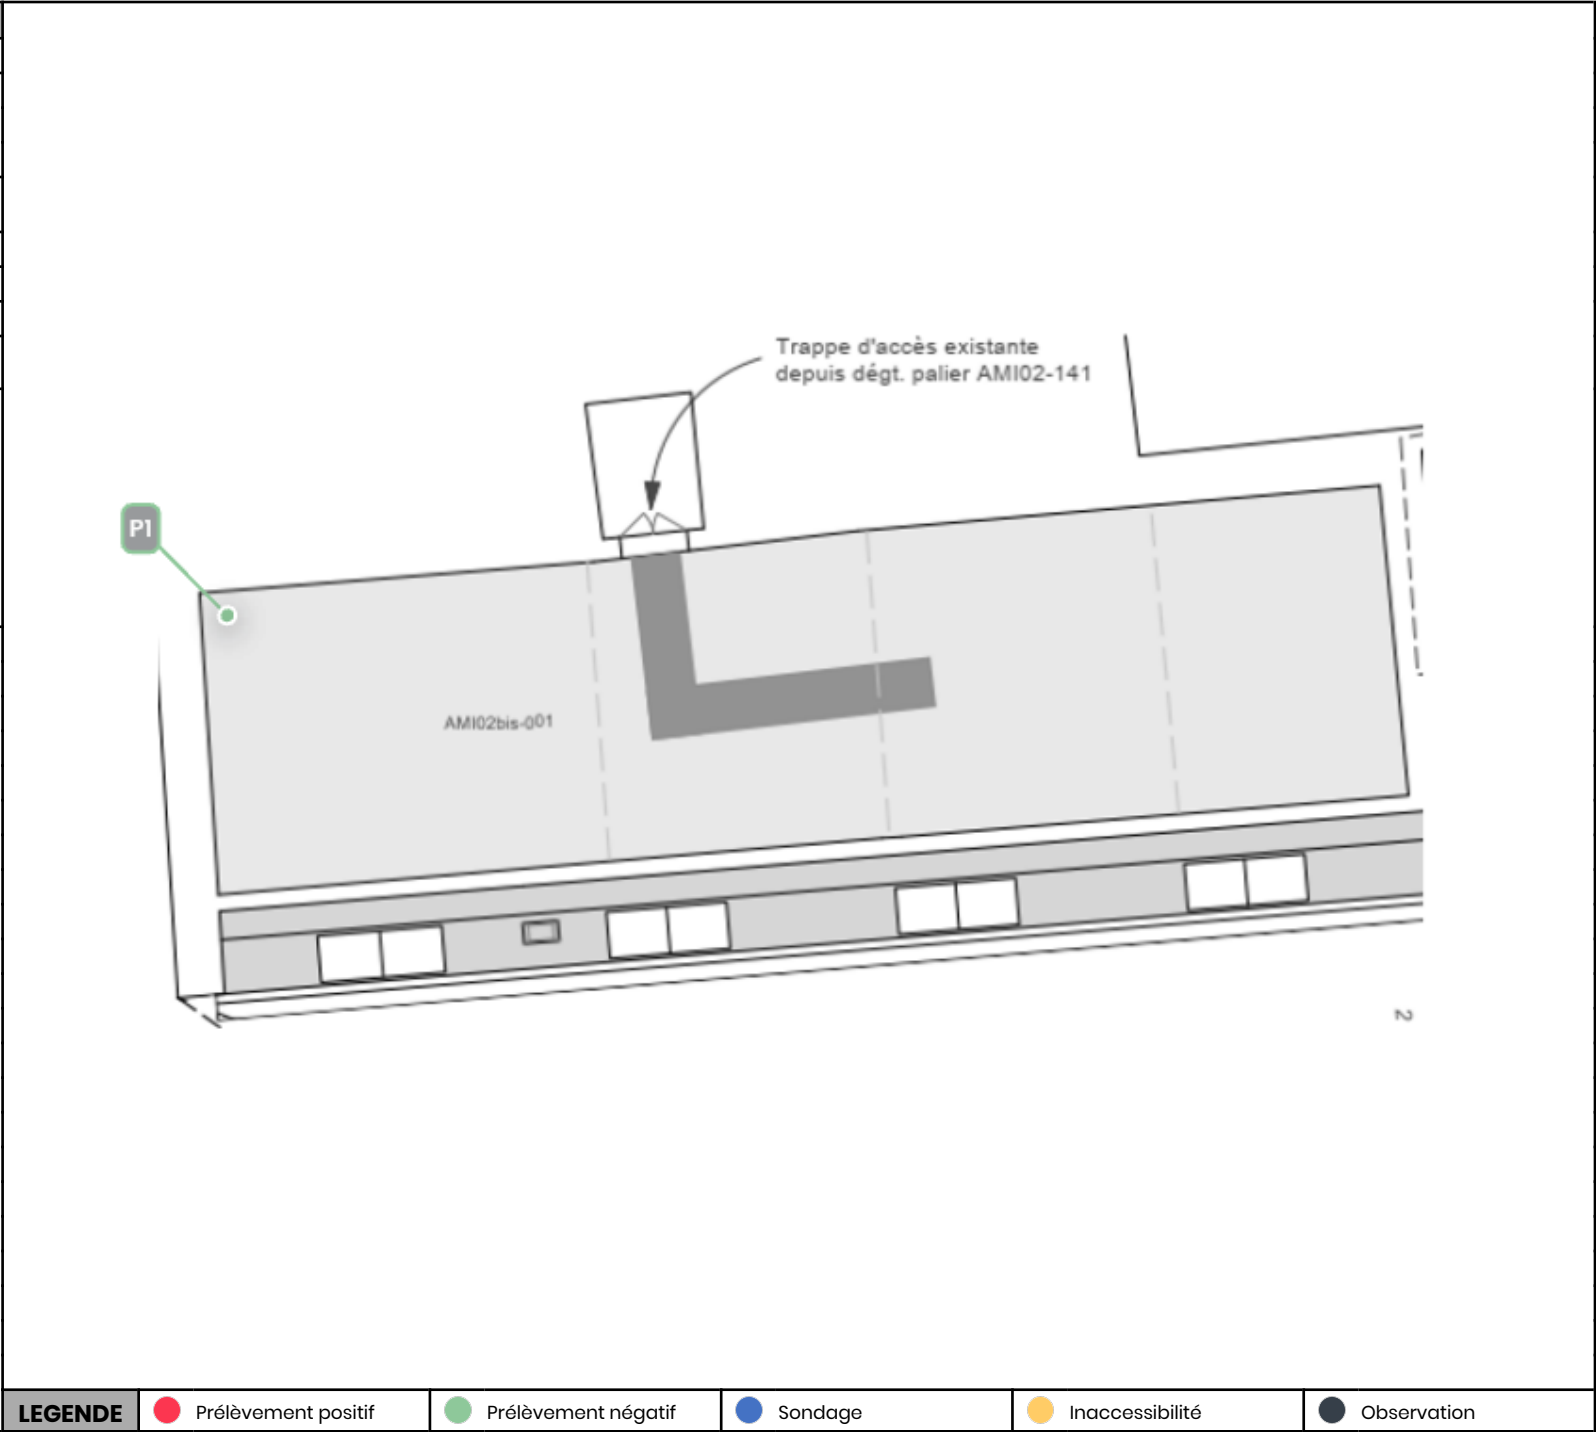 Trappe d'accès existante
depuis dégt. palier AMI02-141
P1
AMI02bis-001
2
LEGENDE
Prélèvement positif
Prélèvement négatif
Sondage
Inaccessibilité
Observation